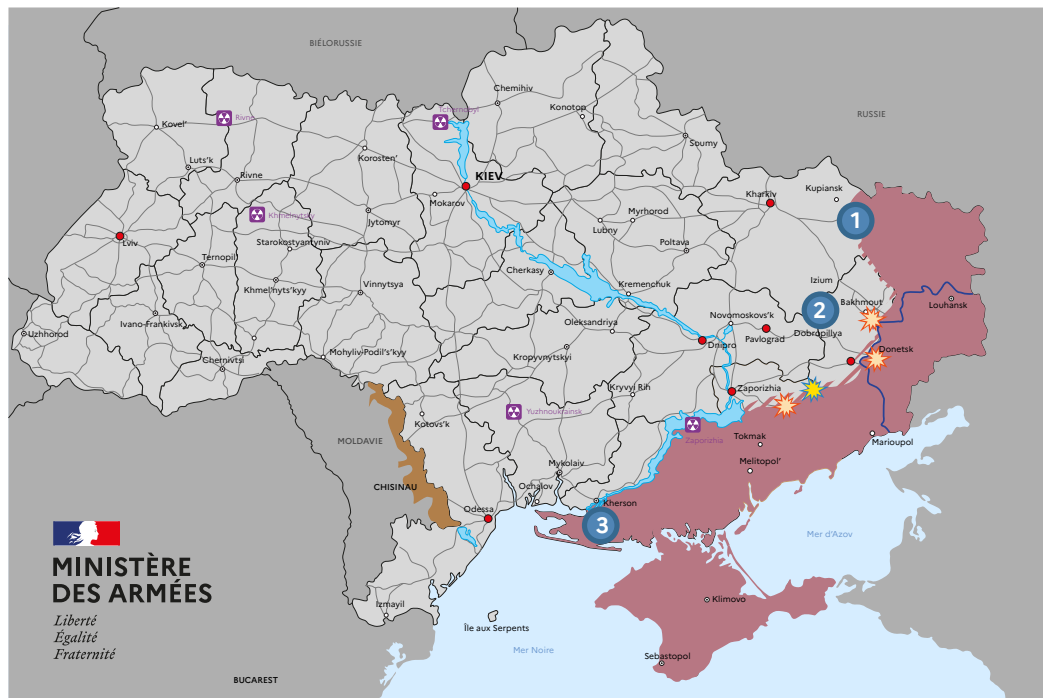 BIÉLORUSSIE
RUSSIE
Chemihiv
Konotop
Tchernobyl
Rivne
Kovel'
Soumy
Korosten'
Luts'k
Rivne
KIEV
Mokarov
Kharkiv
Kupiansk
1
Khmelnytsky
Jytomyr
Myrhorod
Lubny
Lviv
Starokostyantyniv
Poltava
Ternopil
Cherkasy
Izium
Khmel'nyts'kyy
Vinnytsya
Kremenchuk
2
Bakhmout
Louhansk
Ivano-Frankivsk
Oleksandriya
Novomoskovs'k
Uzhhorod
Pavlograd
Dobropillya
Dnipro
Donetsk
Mohyliv-Podil's'kyy
Kropyvnytskyi
Chernivtsi
Kryvyi Rih
Zaporizhia
Yuzhnoukrainsk
Kotovs'k
MOLDAVIE
Zaporizhia
Tokmak
Marioupol
Melitopol'
Mykolaiv
CHISINAU
Ochalov
Kherson
Odessa
3
Mer d'Azov
MINISTÈRE
DES ARMÉES
Liberté
Égalité
Fraternité
Izmayil
Klimovo
Île aux Serpents
Mer Noire
Sebastopol
BUCAREST